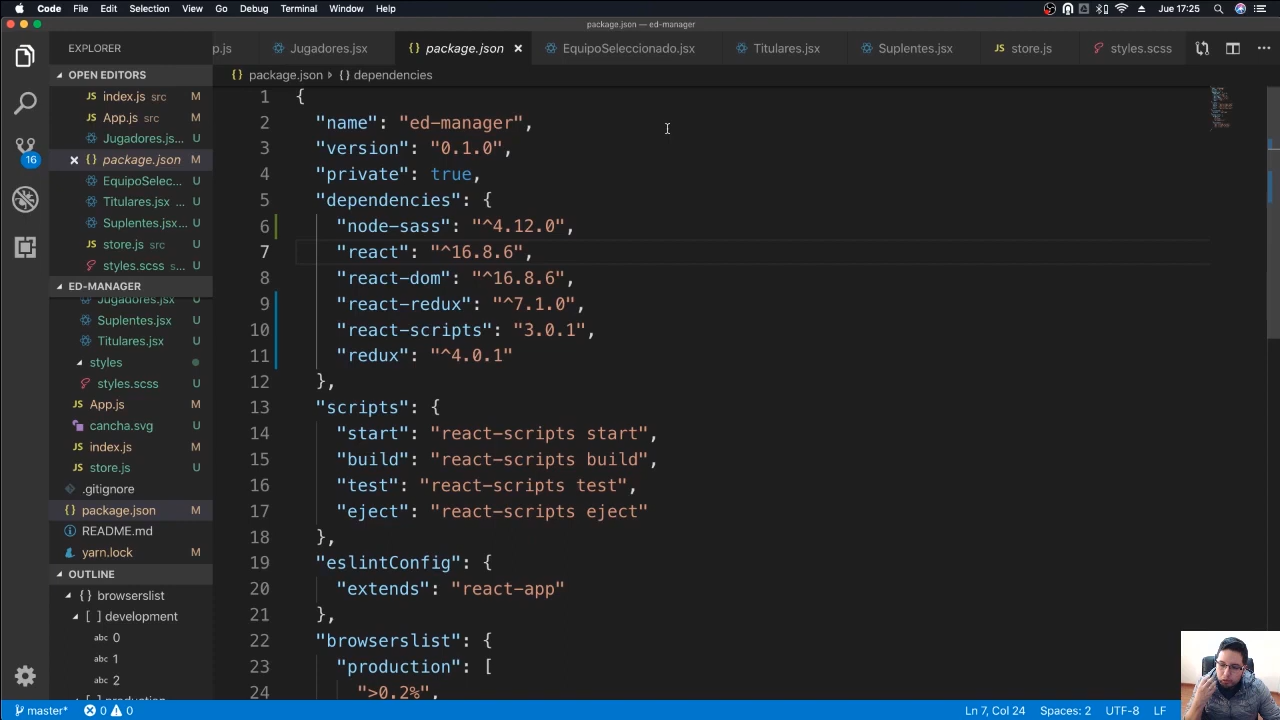 Code File Edit Selection View Go Debug Terminal Window Help Jue 17:25
package.json — ed-manager
EXPLORER
p.js Jugadores.jsx package.json EquipoSeleccionado.jsx Titulares.jsx Suplentes.jsx store.js styles.scss
OPEN EDITORS
index.js src M
App.js src M
Jugadores.js... U
package.json M
EquipoSelec... U
Titulares.jsx ... U
Suplentes.jsx... U
store.js src U
styles.scss s... U
16
ED-MANAGER
Jugadores.jsx U
Suplentes.jsx U
Titulares.jsx U
styles
styles.scss U
App.js M
cancha.svg U
index.js M
store.js U
.gitignore
package.json M
README.md
yarn.lock M
OUTLINE
{ } browserslist
[ ] development
abc 0
abc 1
abc 2
[ ] production
{} package.json {} dependencies
1 {
2 "name": "ed-manager",
3 "version": "0.1.0",
4 "private": true,
5 "dependencies": {
6 "node-sass": "^4.12.0",
7 "react": "^16.8.6",
8 "react-dom": "^16.8.6",
9 "react-redux": "^7.1.0",
10 "react-scripts": "3.0.1",
11 "redux": "^4.0.1"
12 },
13 "scripts": {
14 "start": "react-scripts start",
15 "build": "react-scripts build",
16 "test": "react-scripts test",
17 "eject": "react-scripts eject"
18 },
19 "eslintConfig": {
20 "extends": "react-app"
21 },
22 "browserslist": {
23 "production": [
24 ">0.2%",
master* 0 0 Ln 7, Col 24 Spaces: 2 UTF-8 LF